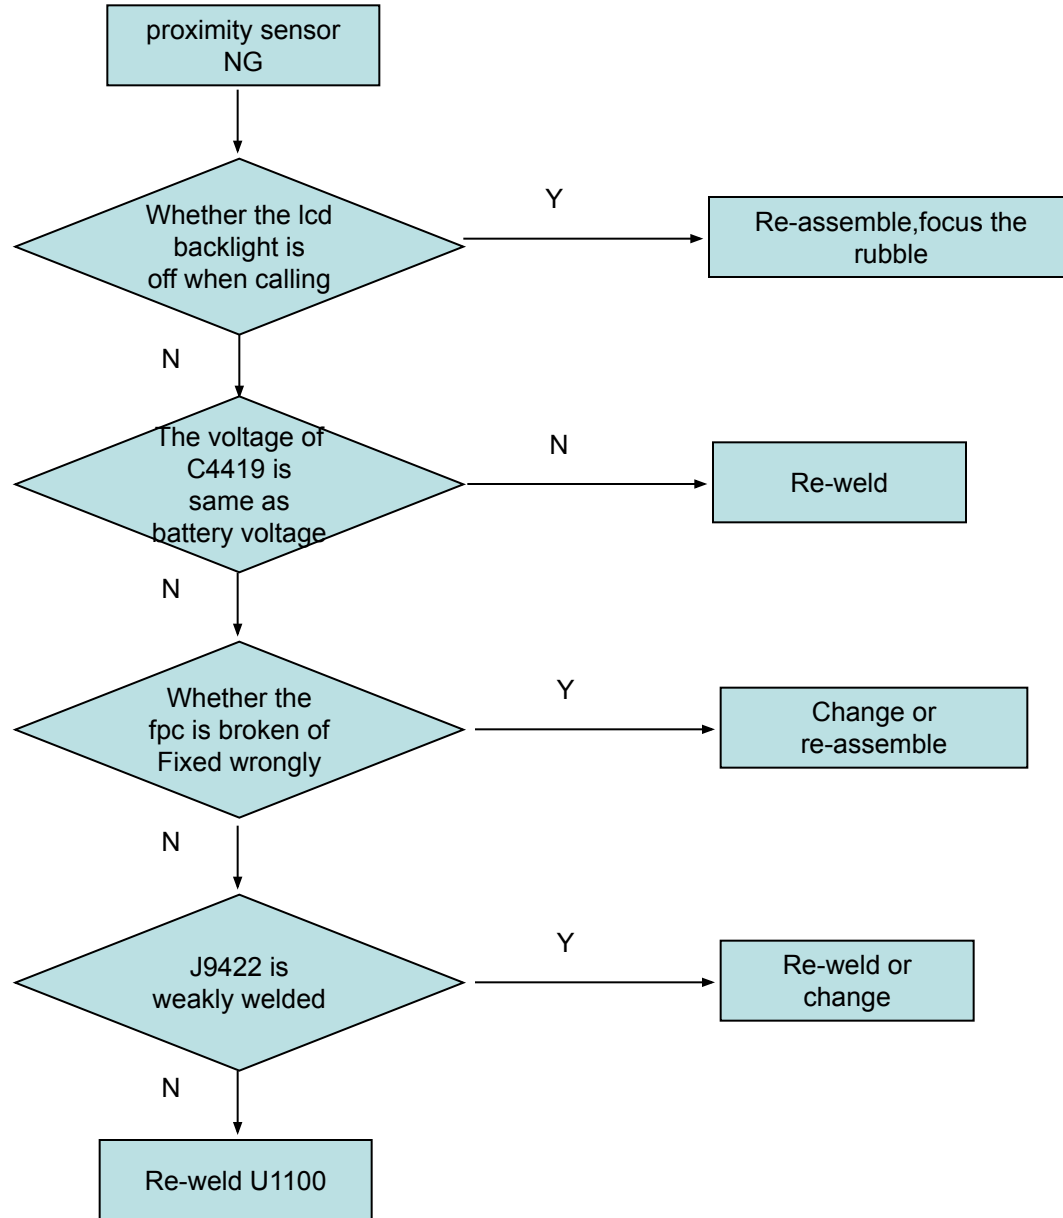 proximity sensor
NG
Whether the lcd
backlight is
off when calling
Y
Re-assemble,focus the
rubble
N
The voltage of
C4419 is
same as
battery voltage
N
Re-weld
N
Whether the
fpc is broken of
Fixed wrongly
Y
Change or
re-assemble
N
J9422 is
weakly welded
Y
Re-weld or
change
N
Re-weld U1100